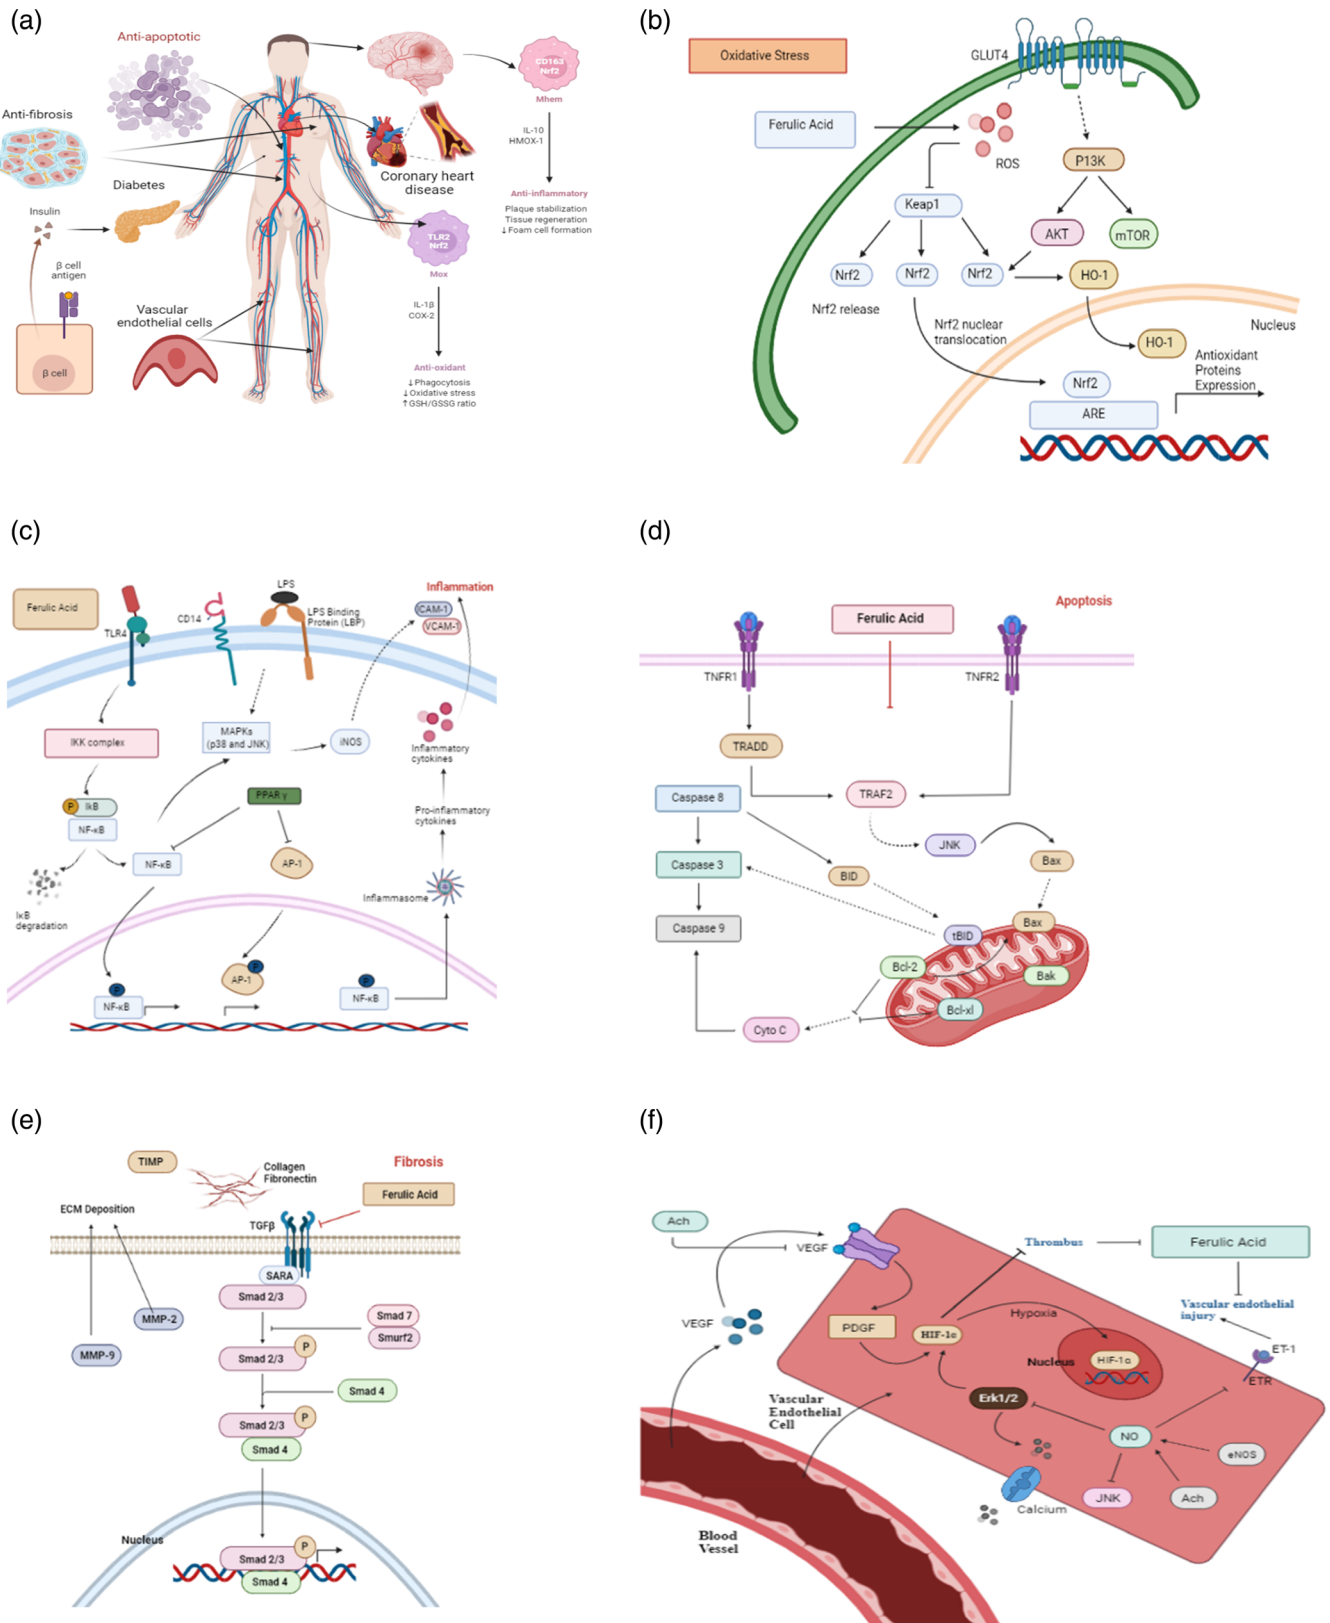 (a)
Anti-apoptotic
Anti-fibrosis
Diabetes
Insulin
β cell
antigen
β cell
Vascular
endothelial cells
Coronary heart
disease
CD163
Nrf2
Mhem
IL-10
HMOX-1
Anti-inflammatory
Plaque stabilization
Tissue regeneration
↓Foam cell formation
TLR2
Nrf2
Mox
IL-1β
COX-2
Anti-oxidant
↓Phagocytosis
↓Oxidative stress
↑GSH/GSSG ratio
(b)
Oxidative Stress
GLUT4
Ferulic Acid
ROS
P13K
Keap1
AKT
mTOR
Nrf2
Nrf2
Nrf2
HO-1
Nrf2 release
Nrf2 nuclear
translocation
Nucleus
HO-1
Antioxidant
Proteins
Expression
Nrf2
ARE
(c)
Ferulic Acid
TLR4
CD14
LPS
LPS Binding
Protein (LBP)
Inflammation
ICAM-1
VCAM-1
IKK complex
MAPKs
(p38 and JNK)
iNOS
Inflammatory
cytokines
P
IkB
NF-κB
PPAR γ
Pro-inflammatory
cytokines
NF-κB
AP-1
Inflammasome
IκB
degradation
P
AP-1
P
NF-κB
P
NF-κB
(d)
Apoptosis
Ferulic Acid
TNFR1
TNFR2
TRADD
Caspase 8
TRAF2
JNK
Bax
Caspase 3
BID
Caspase 9
tBID
Bax
Bcl-2
Bak
Bcl-xl
Cyto C
(e)
TIMP
Collagen
Fibronectin
Fibrosis
Ferulic Acid
ECM Deposition
TGFβ
SARA
Smad 2/3
MMP-2
Smad 7
Smurf2
MMP-9
P
Smad 2/3
Smad 4
P
Smad 2/3
Smad 4
Nucleus
P
Smad 2/3
Smad 4
(f)
Ach
VEGF
Thrombus
Ferulic Acid
VEGF
PDGF
HIF-1α
Hypoxia
Vascular endothelial
injury
Nucleus
HIF-1α
ET-1
ETR
Vascular
Endothelial
Cell
Erk1/2
NO
eNOS
Calcium
JNK
Ach
Blood
Vessel